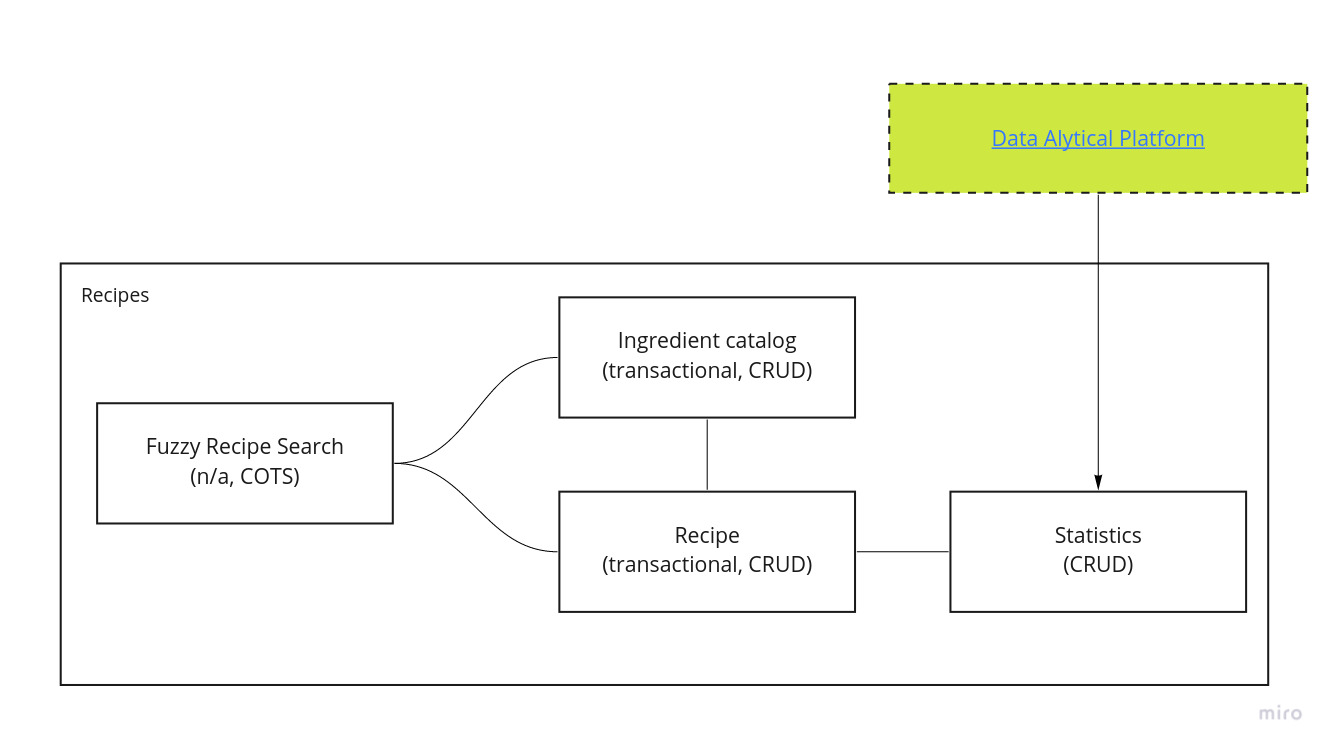 Data Alytical Platform
Recipes
Ingredient catalog
(transactional, CRUD)
Fuzzy Recipe Search
(n/a, COTS)
Recipe
(transactional, CRUD)
Statistics
(CRUD)
miro